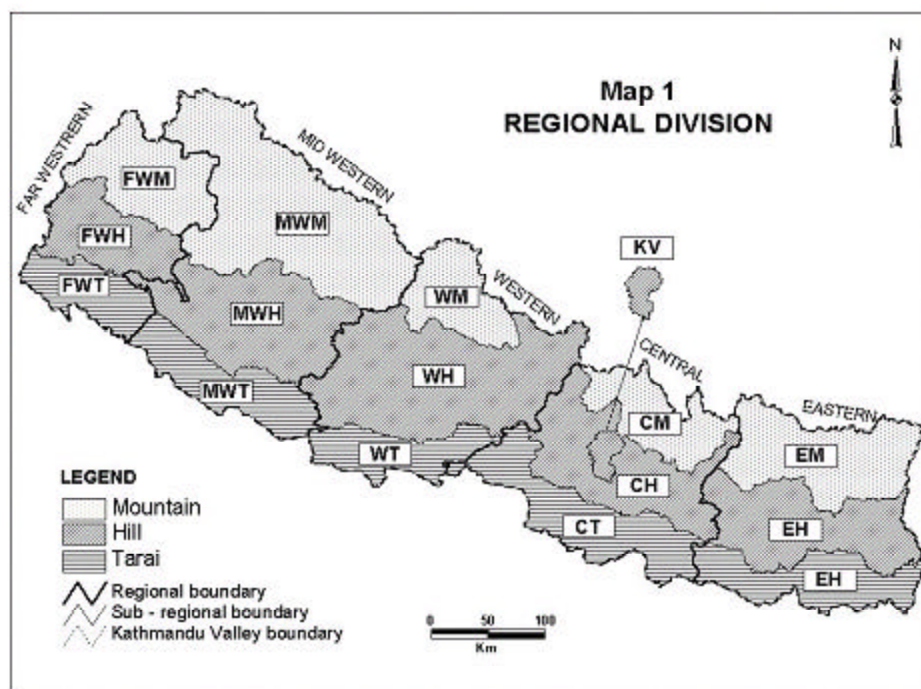 Map 1
REGIONAL DIVISION
N
FAR WESTRERN
MID WESTERN
WESTERN
CENTRAL
EASTERN
FWM
MWM
KV
FWH
FWT
WM
MWH
WH
MWT
CM
WT
EM
CH
CT
EH
EH
LEGEND
Mountain
Hill
Tarai
Regional boundary
Sub - regional boundary
Kathmandu Valley boundary
0 50 100
Km